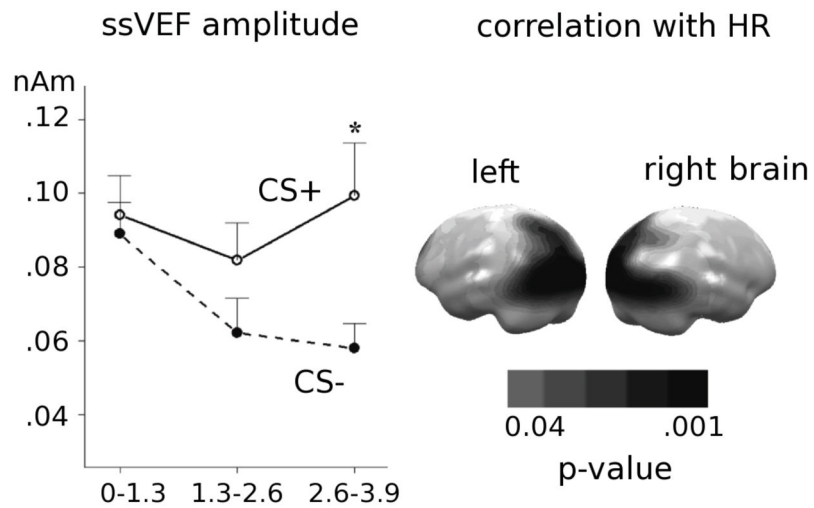 ssVEF amplitude
nAm
.12
.10
.08
.06
.04
*
CS+
CS-
0-1.3 1.3-2.6 2.6-3.9
correlation with HR
left right brain
0.04 .001
p-value